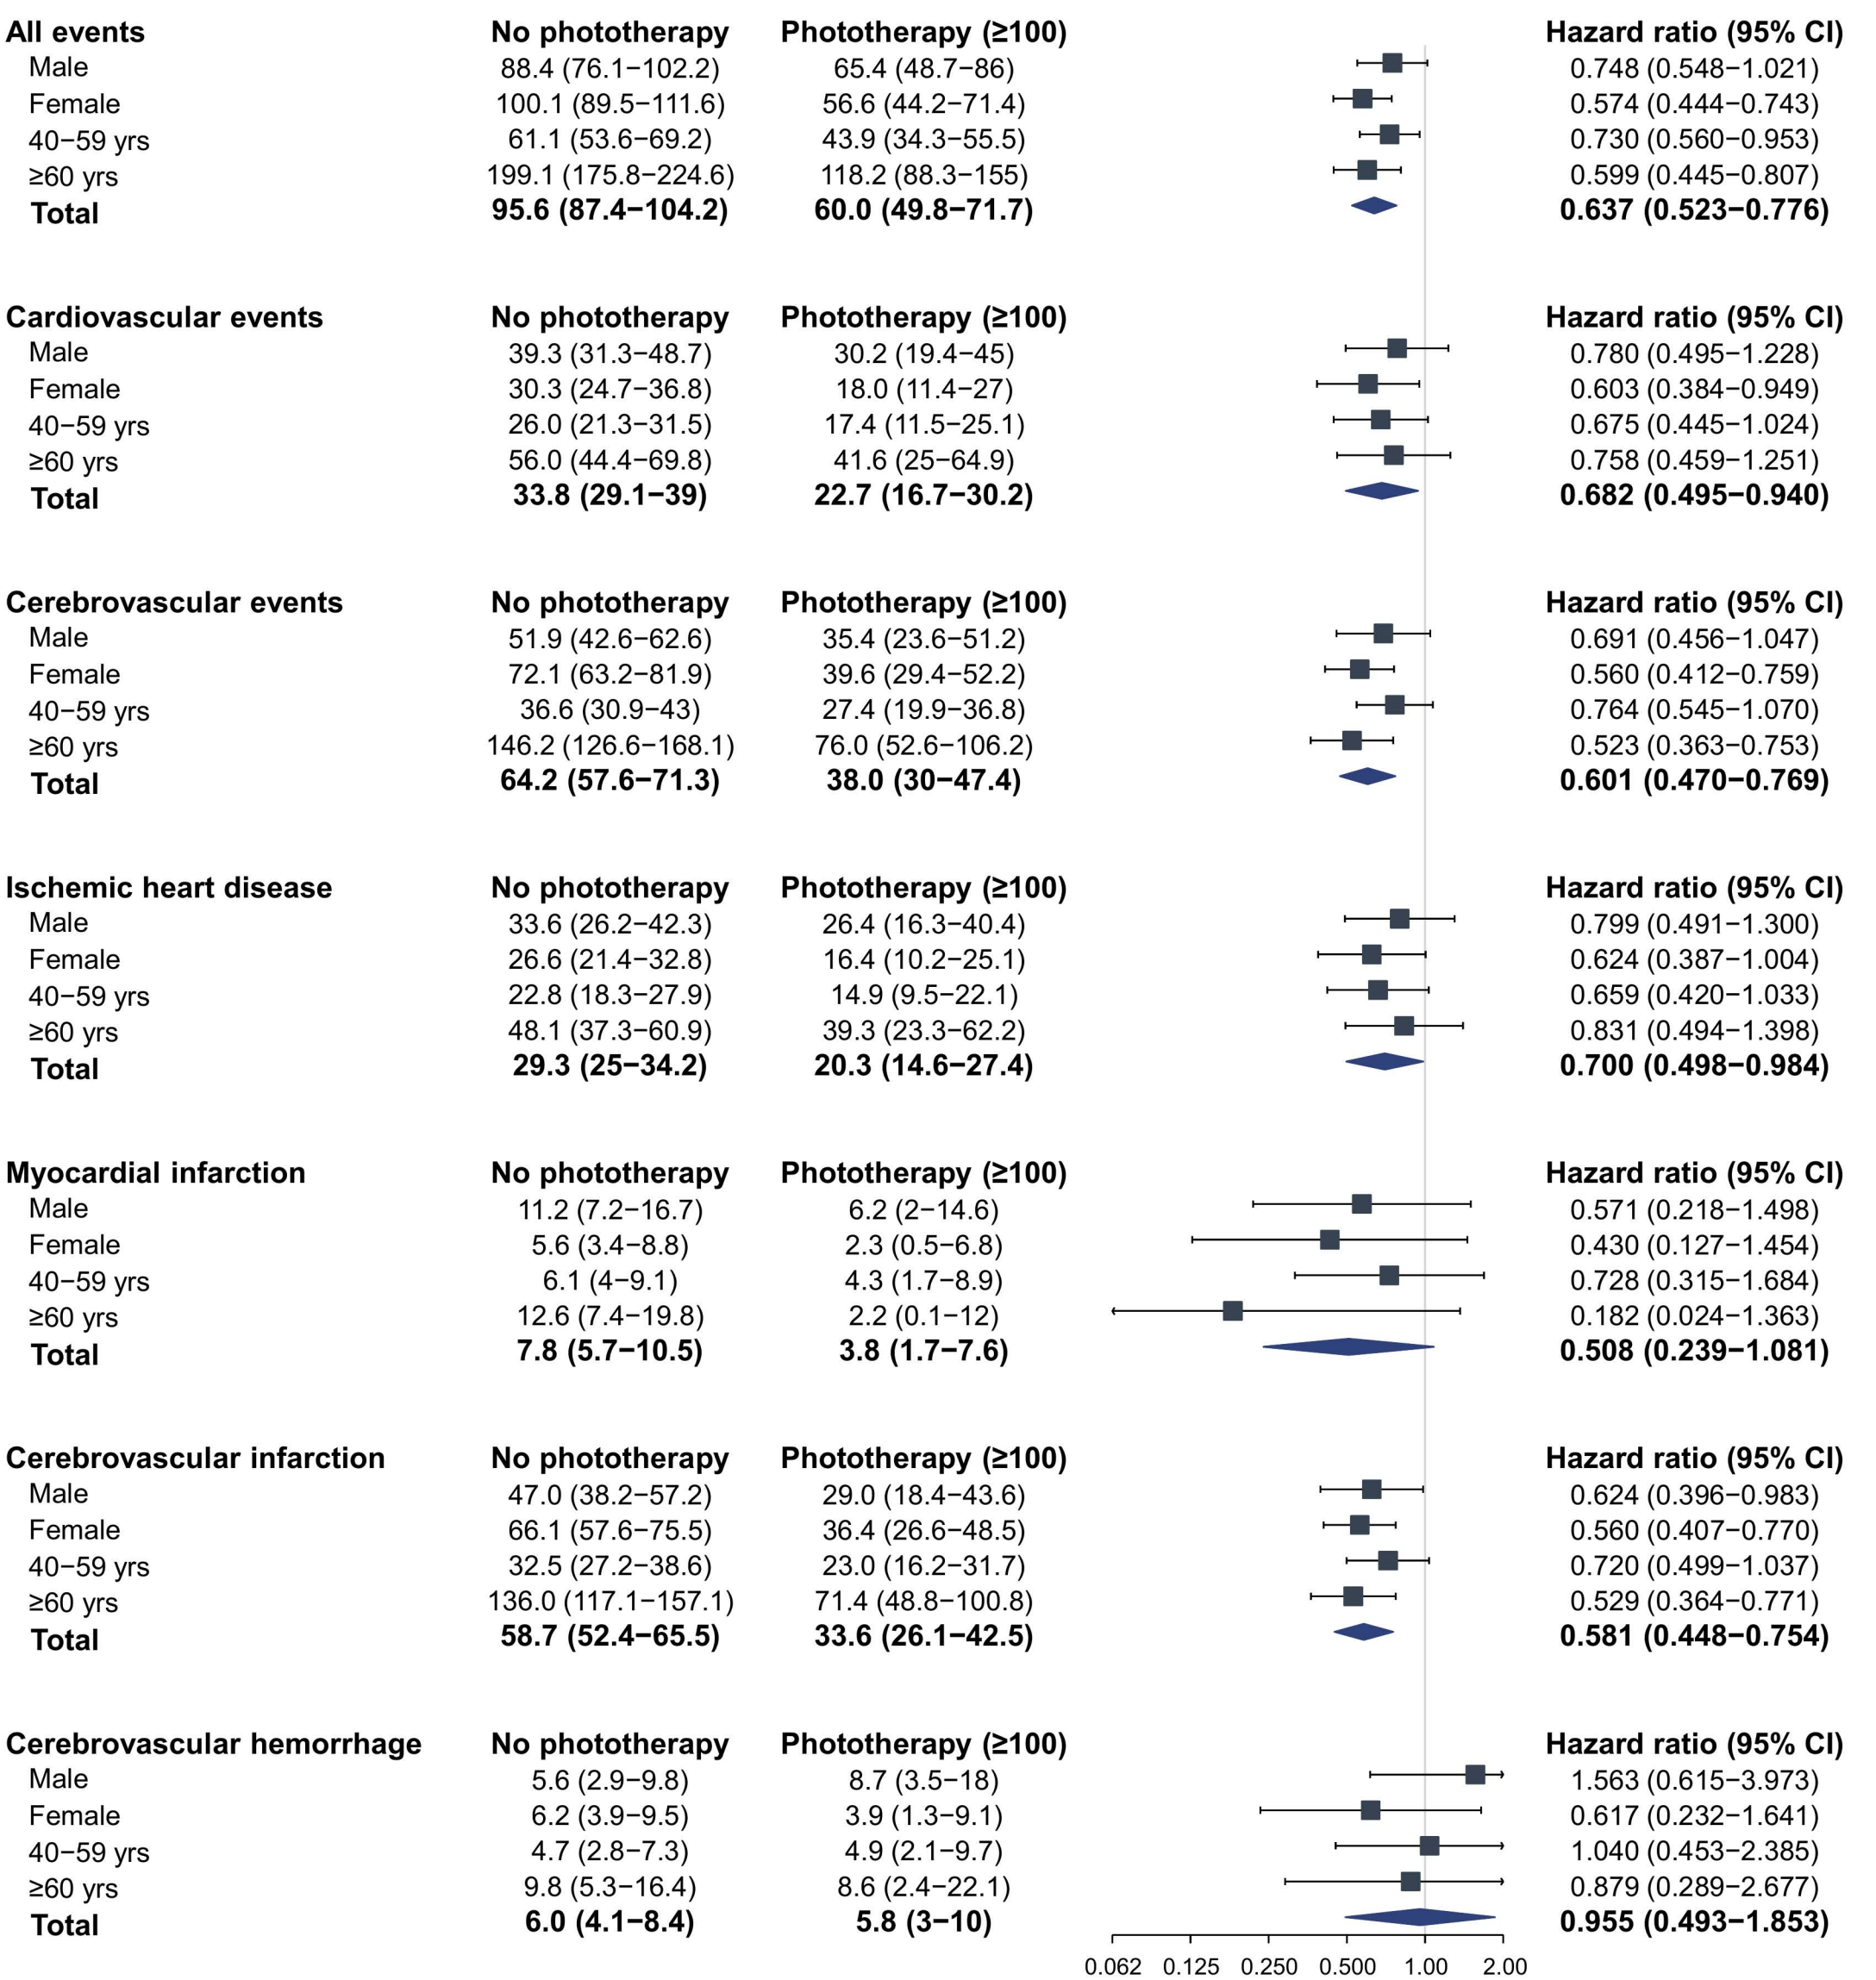 All events No phototherapy Phototherapy (≥100) Hazard ratio (95% CI)
Male 88.4 (76.1−102.2) 65.4 (48.7−86) 0.748 (0.548−1.021)
Female 100.1 (89.5−111.6) 56.6 (44.2−71.4) 0.574 (0.444−0.743)
40−59 yrs 61.1 (53.6−69.2) 43.9 (34.3−55.5) 0.730 (0.560−0.953)
≥60 yrs 199.1 (175.8−224.6) 118.2 (88.3−155) 0.599 (0.445−0.807)
Total 95.6 (87.4−104.2) 60.0 (49.8−71.7) 0.637 (0.523−0.776)
Cardiovascular events No phototherapy Phototherapy (≥100) Hazard ratio (95% CI)
Male 39.3 (31.3−48.7) 30.2 (19.4−45) 0.780 (0.495−1.228)
Female 30.3 (24.7−36.8) 18.0 (11.4−27) 0.603 (0.384−0.949)
40−59 yrs 26.0 (21.3−31.5) 17.4 (11.5−25.1) 0.675 (0.445−1.024)
≥60 yrs 56.0 (44.4−69.8) 41.6 (25−64.9) 0.758 (0.459−1.251)
Total 33.8 (29.1−39) 22.7 (16.7−30.2) 0.682 (0.495−0.940)
Cerebrovascular events No phototherapy Phototherapy (≥100) Hazard ratio (95% CI)
Male 51.9 (42.6−62.6) 35.4 (23.6−51.2) 0.691 (0.456−1.047)
Female 72.1 (63.2−81.9) 39.6 (29.4−52.2) 0.560 (0.412−0.759)
40−59 yrs 36.6 (30.9−43) 27.4 (19.9−36.8) 0.764 (0.545−1.070)
≥60 yrs 146.2 (126.6−168.1) 76.0 (52.6−106.2) 0.523 (0.363−0.753)
Total 64.2 (57.6−71.3) 38.0 (30−47.4) 0.601 (0.470−0.769)
Ischemic heart disease No phototherapy Phototherapy (≥100) Hazard ratio (95% CI)
Male 33.6 (26.2−42.3) 26.4 (16.3−40.4) 0.799 (0.491−1.300)
Female 26.6 (21.4−32.8) 16.4 (10.2−25.1) 0.624 (0.387−1.004)
40−59 yrs 22.8 (18.3−27.9) 14.9 (9.5−22.1) 0.659 (0.420−1.033)
≥60 yrs 48.1 (37.3−60.9) 39.3 (23.3−62.2) 0.831 (0.494−1.398)
Total 29.3 (25−34.2) 20.3 (14.6−27.4) 0.700 (0.498−0.984)
Myocardial infarction No phototherapy Phototherapy (≥100) Hazard ratio (95% CI)
Male 11.2 (7.2−16.7) 6.2 (2−14.6) 0.571 (0.218−1.498)
Female 5.6 (3.4−8.8) 2.3 (0.5−6.8) 0.430 (0.127−1.454)
40−59 yrs 6.1 (4−9.1) 4.3 (1.7−8.9) 0.728 (0.315−1.684)
≥60 yrs 12.6 (7.4−19.8) 2.2 (0.1−12) 0.182 (0.024−1.363)
Total 7.8 (5.7−10.5) 3.8 (1.7−7.6) 0.508 (0.239−1.081)
Cerebrovascular infarction No phototherapy Phototherapy (≥100) Hazard ratio (95% CI)
Male 47.0 (38.2−57.2) 29.0 (18.4−43.6) 0.624 (0.396−0.983)
Female 66.1 (57.6−75.5) 36.4 (26.6−48.5) 0.560 (0.407−0.770)
40−59 yrs 32.5 (27.2−38.6) 23.0 (16.2−31.7) 0.720 (0.499−1.037)
≥60 yrs 136.0 (117.1−157.1) 71.4 (48.8−100.8) 0.529 (0.364−0.771)
Total 58.7 (52.4−65.5) 33.6 (26.1−42.5) 0.581 (0.448−0.754)
Cerebrovascular hemorrhage No phototherapy Phototherapy (≥100) Hazard ratio (95% CI)
Male 5.6 (2.9−9.8) 8.7 (3.5−18) 1.563 (0.615−3.973)
Female 6.2 (3.9−9.5) 3.9 (1.3−9.1) 0.617 (0.232−1.641)
40−59 yrs 4.7 (2.8−7.3) 4.9 (2.1−9.7) 1.040 (0.453−2.385)
≥60 yrs 9.8 (5.3−16.4) 8.6 (2.4−22.1) 0.879 (0.289−2.677)
Total 6.0 (4.1−8.4) 5.8 (3−10) 0.955 (0.493−1.853)
0.062 0.125 0.250 0.500 1.00 2.00